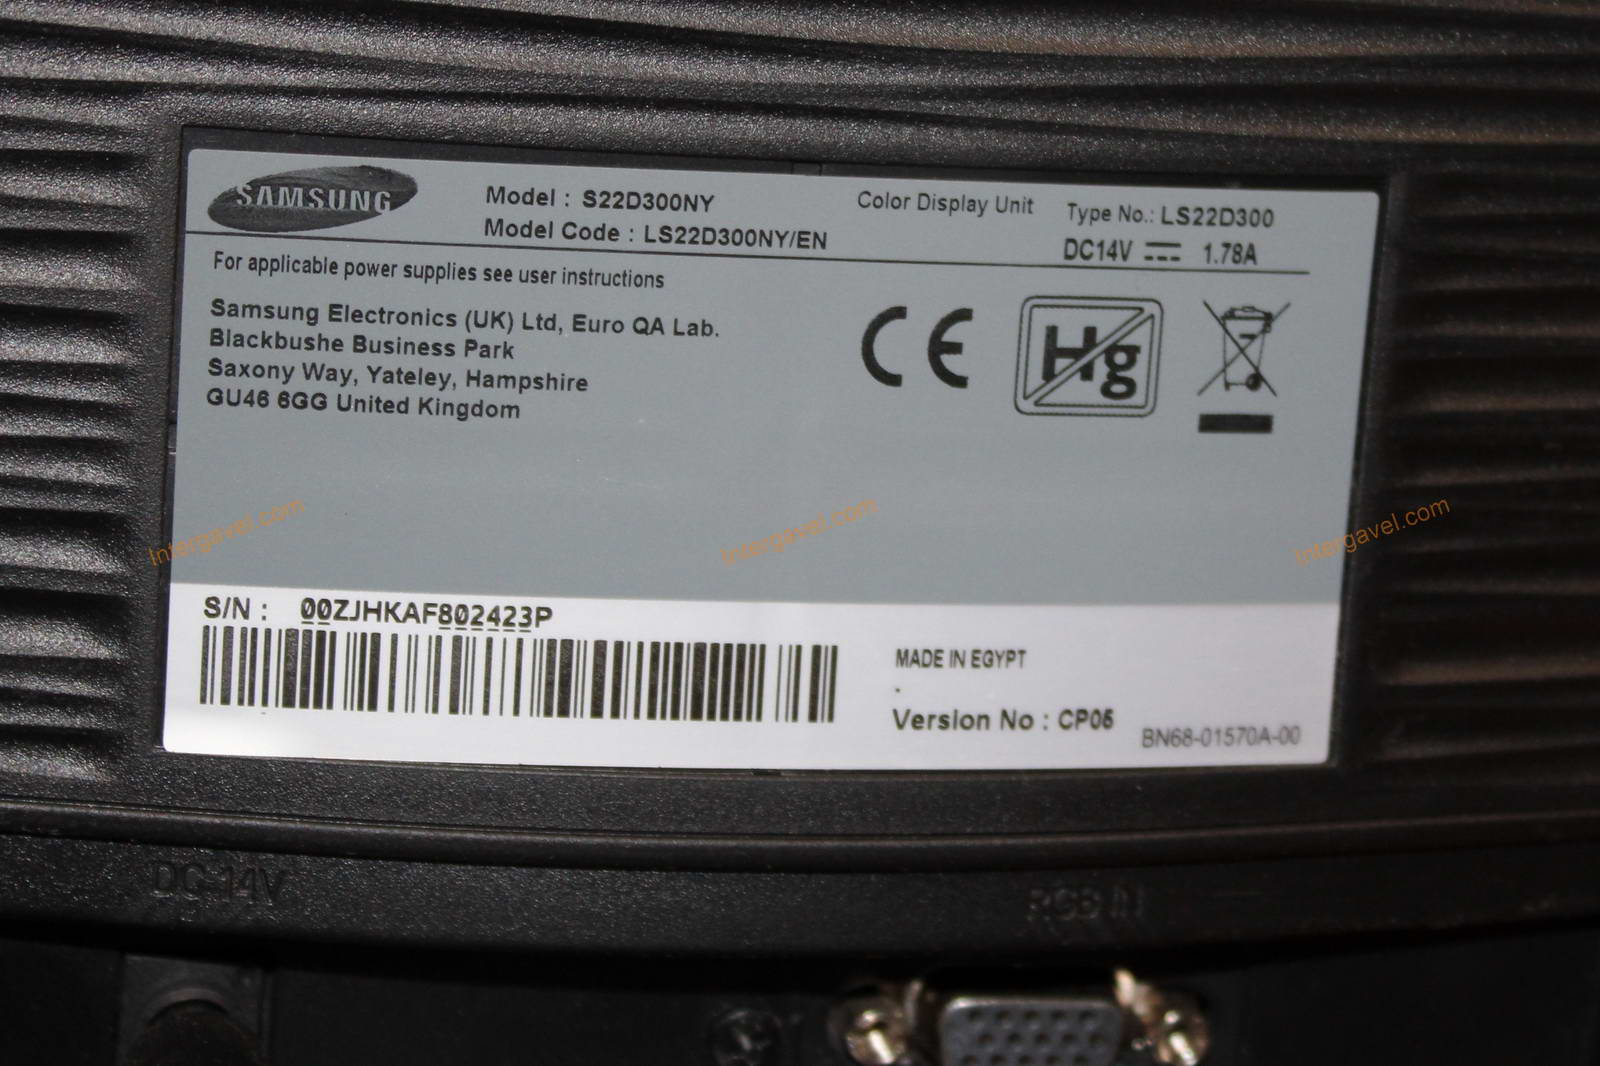 SAMSUNG
Model : S22D300NY
Model Code : LS22D300NY/EN
Color Display Unit
Type No.: LS22D300
DC14V ⎓ 1.78A
For applicable power supplies see user instructions
Samsung Electronics (UK) Ltd, Euro QA Lab.
Blackbushe Business Park
Saxony Way, Yateley, Hampshire
GU46 6GG United Kingdom
CE
Hg
Intergavel.com
Intergavel.com
Intergavel.com
S/N : 00ZJHKAF802423P
MADE IN EGYPT
.
Version No : CP05
BN68-01570A-00
DC 14V
RGB IN